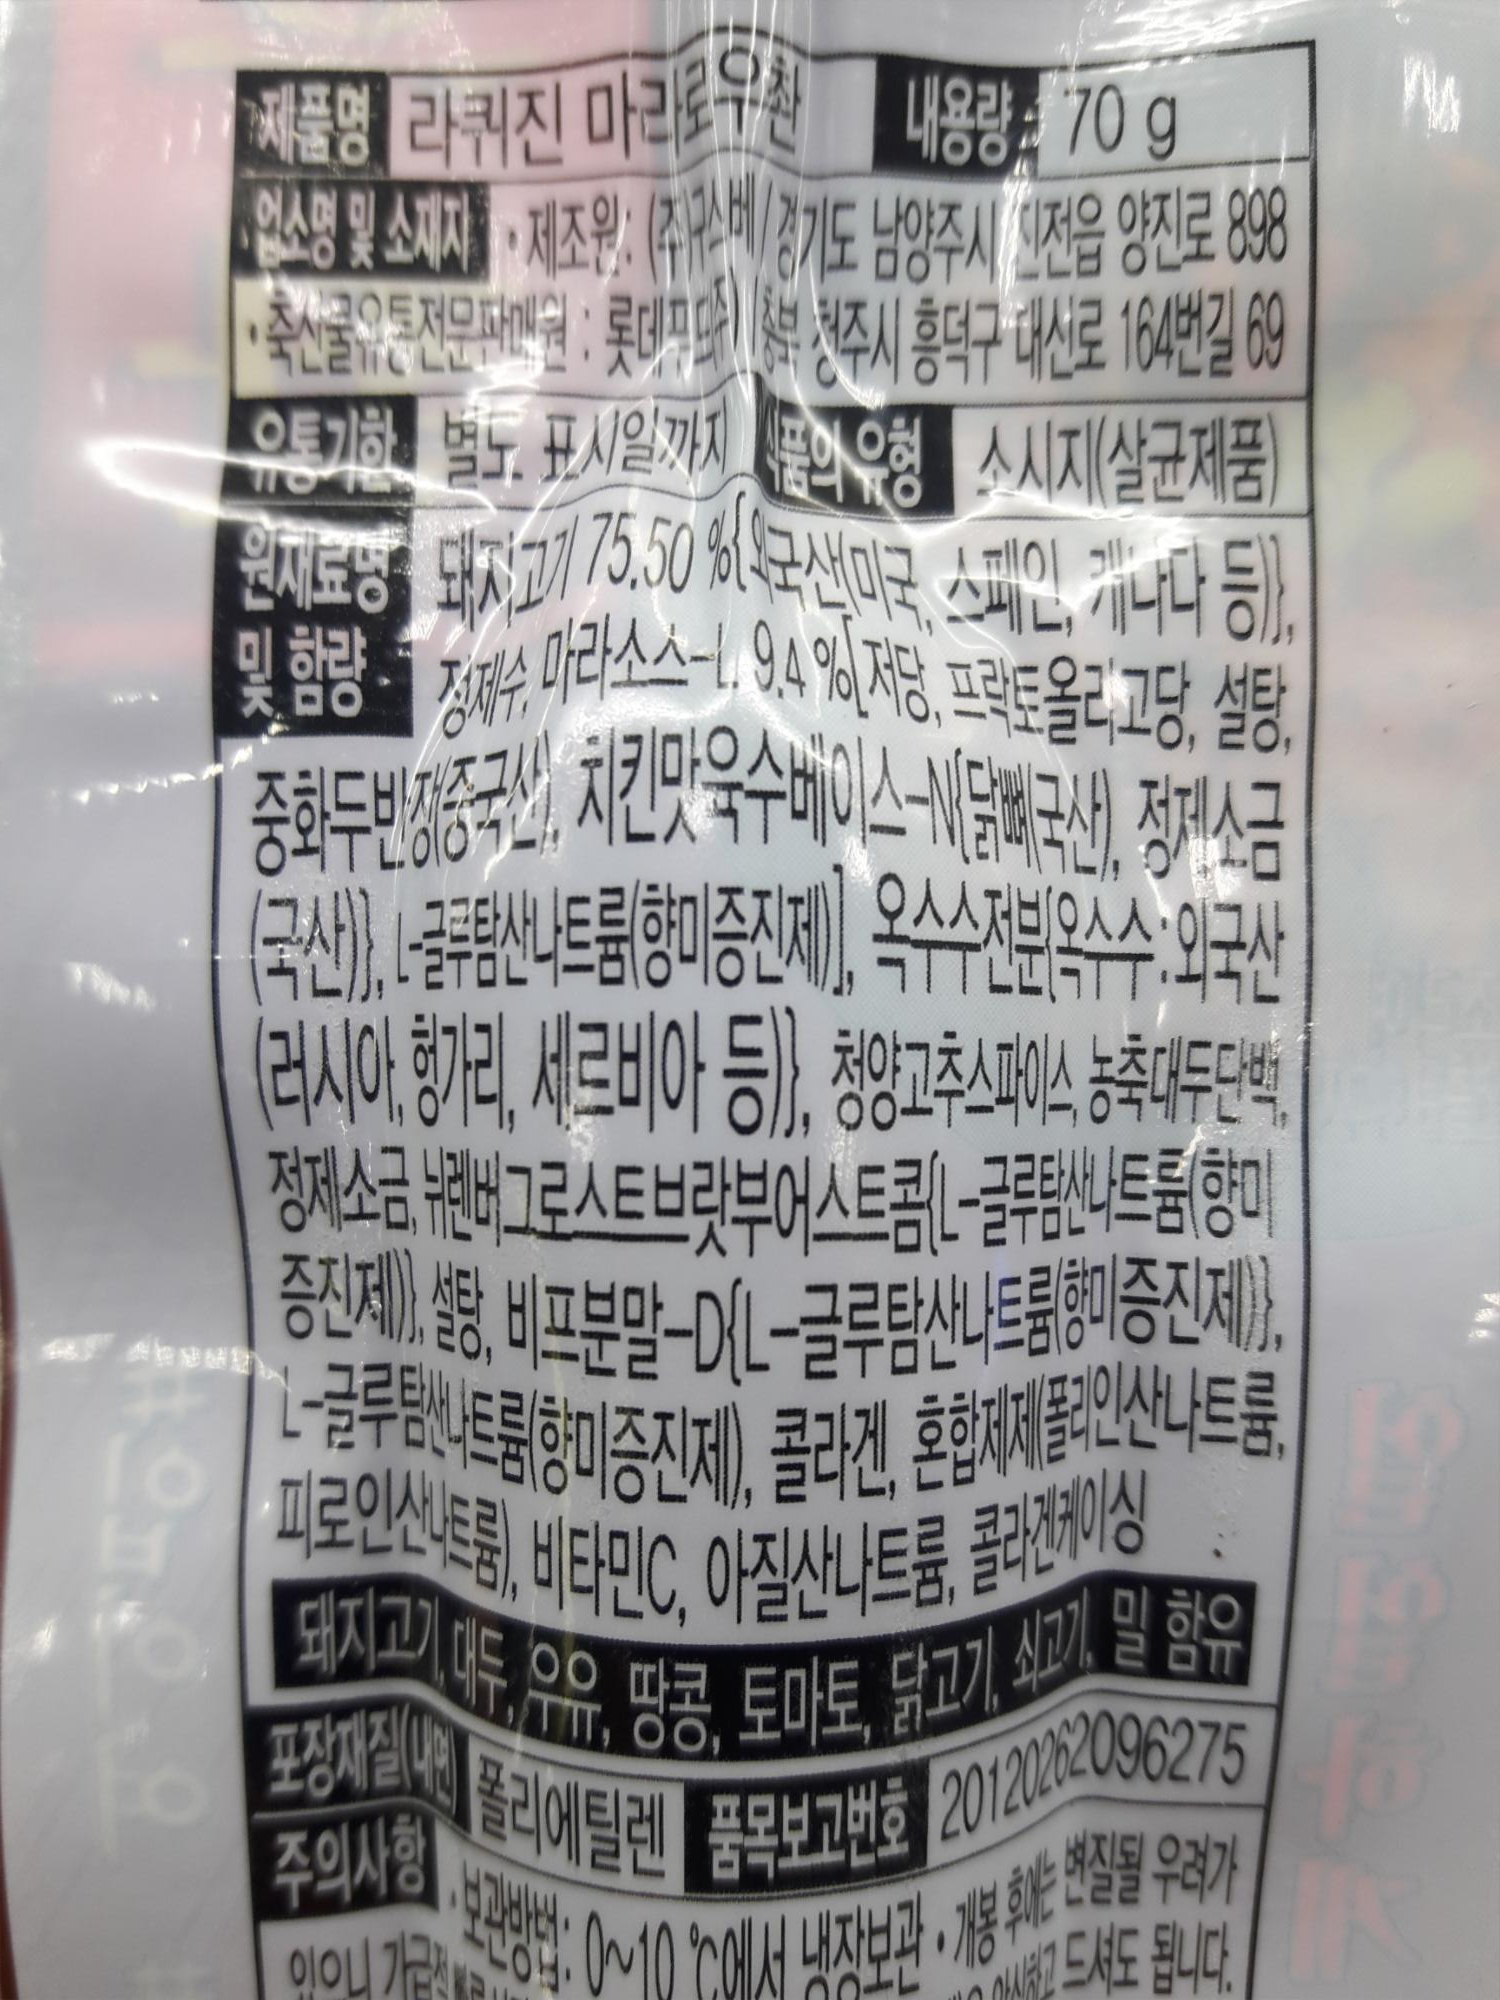 제품명 라퀴진 마라로우촨 내용량 : 70 g
업소명 및 소재지 • 제조원: (주)구스베 / 경기도 남양주시 진전읍 양진로 898
• 축산물유통전문판매원 : 롯데푸드(주) / 충북 청주시 흥덕구 대신로 164번길 69
유통기한 별도 표시일까지 식품의 유형 소시지(살균제품)
원재료명 돼지고기 75.50 %{외국산(미국, 스페인, 캐나다 등)},
및 함량 정제수, 마라소스-L 9.4 %[저당, 프락토올리고당, 설탕,
중화두반장(중국산), 치킨맛육수베이스-N{닭뼈(국산), 정제소금
(국산)}, L-글루탐산나트륨(향미증진제)], 옥수수전분{옥수수:외국산
(러시아, 헝가리, 세르비아 등)}, 청양고추스파이스, 농축대두단백,
정제소금, 뉘렌버그로스트브랏부어스트콤{L-글루탐산나트륨(향미
증진제)}, 설탕, 비프분말-D{L-글루탐산나트륨(향미증진제)},
L-글루탐산나트륨(향미증진제), 콜라겐, 혼합제제(폴리인산나트륨,
피로인산나트륨), 비타민C, 아질산나트륨, 콜라겐케이싱
돼지고기, 대두, 우유, 땅콩, 토마토, 닭고기, 쇠고기, 밀 함유
포장재질(내면) 폴리에틸렌 품목보고번호 20120262096275
주의사항 • 보관방법: 0~10 ℃에서 냉장보관 • 개봉 후에는 변질될 우려가
있으니 가급적 드셔도 됩니다.